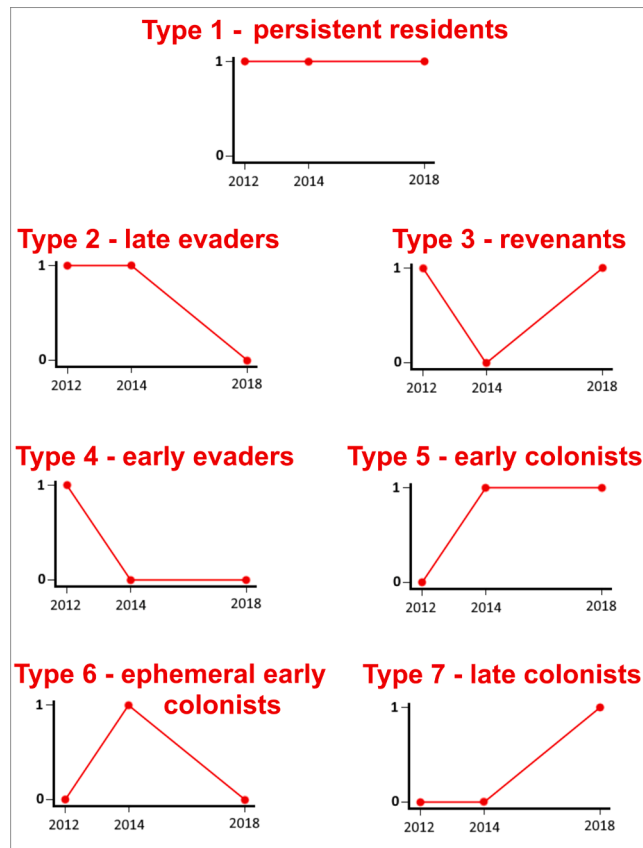 Type 1 - persistent residents
1
0
2012 2014 2018
Type 2 - late evaders
1
0
2012 2014 2018
Type 3 - revenants
1
0
2012 2014 2018
Type 4 - early evaders
1
0
2012 2014 2018
Type 5 - early colonists
1
0
2012 2014 2018
Type 6 - ephemeral early
colonists
1
0
2012 2014 2018
Type 7 - late colonists
1
0
2012 2014 2018